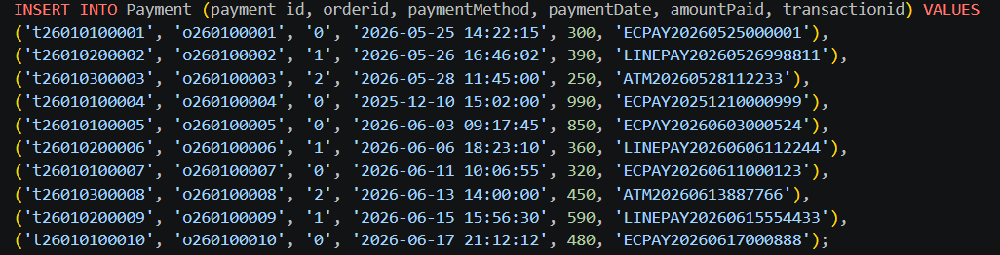 INSERT INTO Payment (payment_id, orderid, paymentMethod, paymentDate, amountPaid, transactionid) VALUES
('t26010100001', 'o260100001', '0', '2026-05-25 14:22:15', 300, 'ECPAY20260525000001'),
('t26010200002', 'o260100002', '1', '2026-05-26 16:46:02', 390, 'LINEPAY20260526998811'),
('t26010300003', 'o260100003', '2', '2026-05-28 11:45:00', 250, 'ATM20260528112233'),
('t26010100004', 'o260100004', '0', '2025-12-10 15:02:00', 990, 'ECPAY20251210000999'),
('t26010100005', 'o260100005', '0', '2026-06-03 09:17:45', 850, 'ECPAY20260603000524'),
('t26010200006', 'o260100006', '1', '2026-06-06 18:23:10', 360, 'LINEPAY20260606112244'),
('t26010100007', 'o260100007', '0', '2026-06-11 10:06:55', 320, 'ECPAY20260611000123'),
('t26010300008', 'o260100008', '2', '2026-06-13 14:00:00', 450, 'ATM20260613887766'),
('t26010200009', 'o260100009', '1', '2026-06-15 15:56:30', 590, 'LINEPAY20260615554433'),
('t26010100010', 'o260100010', '0', '2026-06-17 21:12:12', 480, 'ECPAY20260617000888');